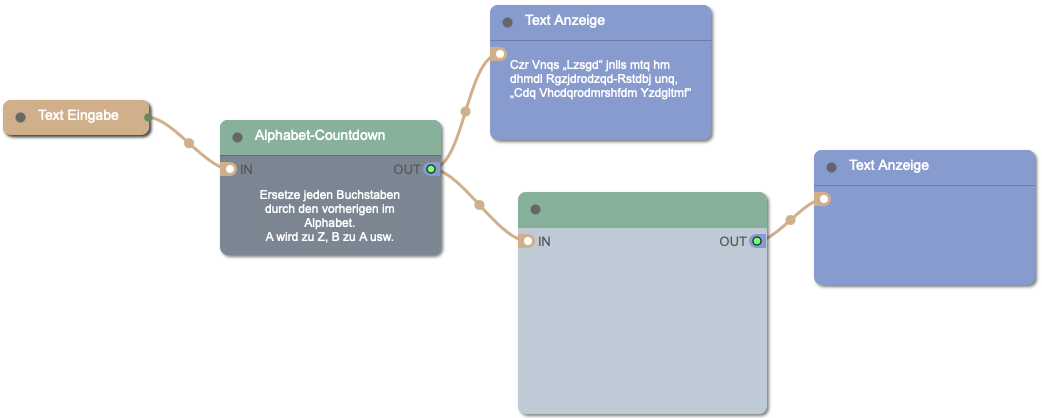 Text Eingabe
Alphabet-Countdown
IN
OUT
Ersetze jeden Buchstaben
durch den vorherigen im
Alphabet.
A wird zu Z, B zu A usw.
Text Anzeige
Czr Vnqs „Lzsgd“ jnlls mtq hm
dhmdl Rgzjdrodzqd-Rstdbj unq,
„Cdq Vhcdqrodmrshfdm Yzdgltmf“
IN
OUT
Text Anzeige